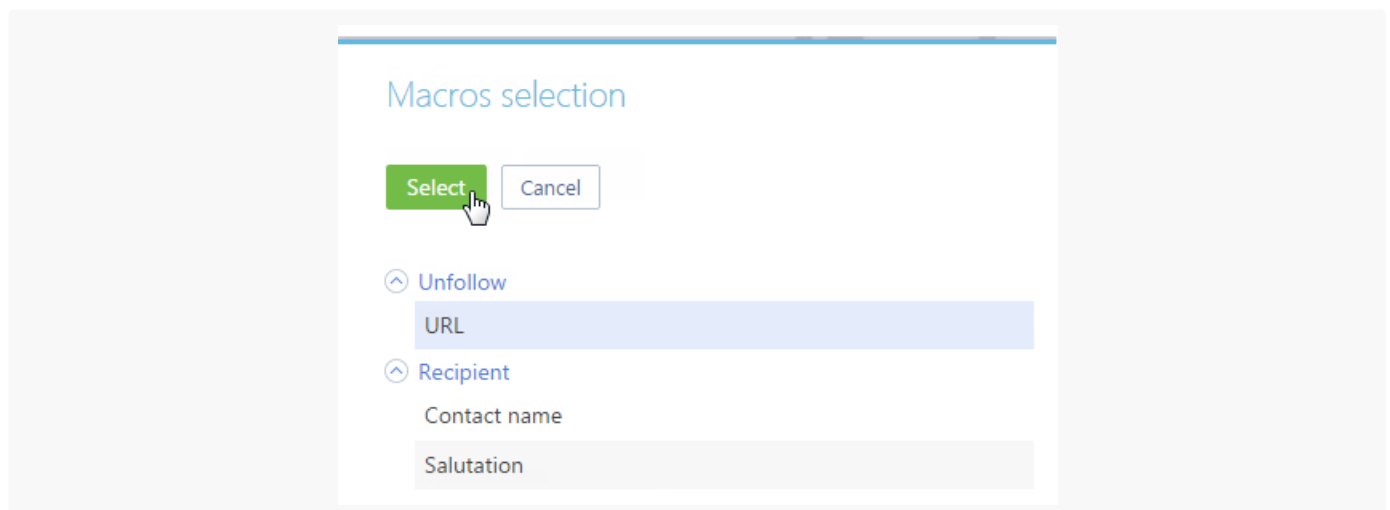 Macros selection
Select Cancel
Unfollow
URL
Recipient
Contact name
Salutation